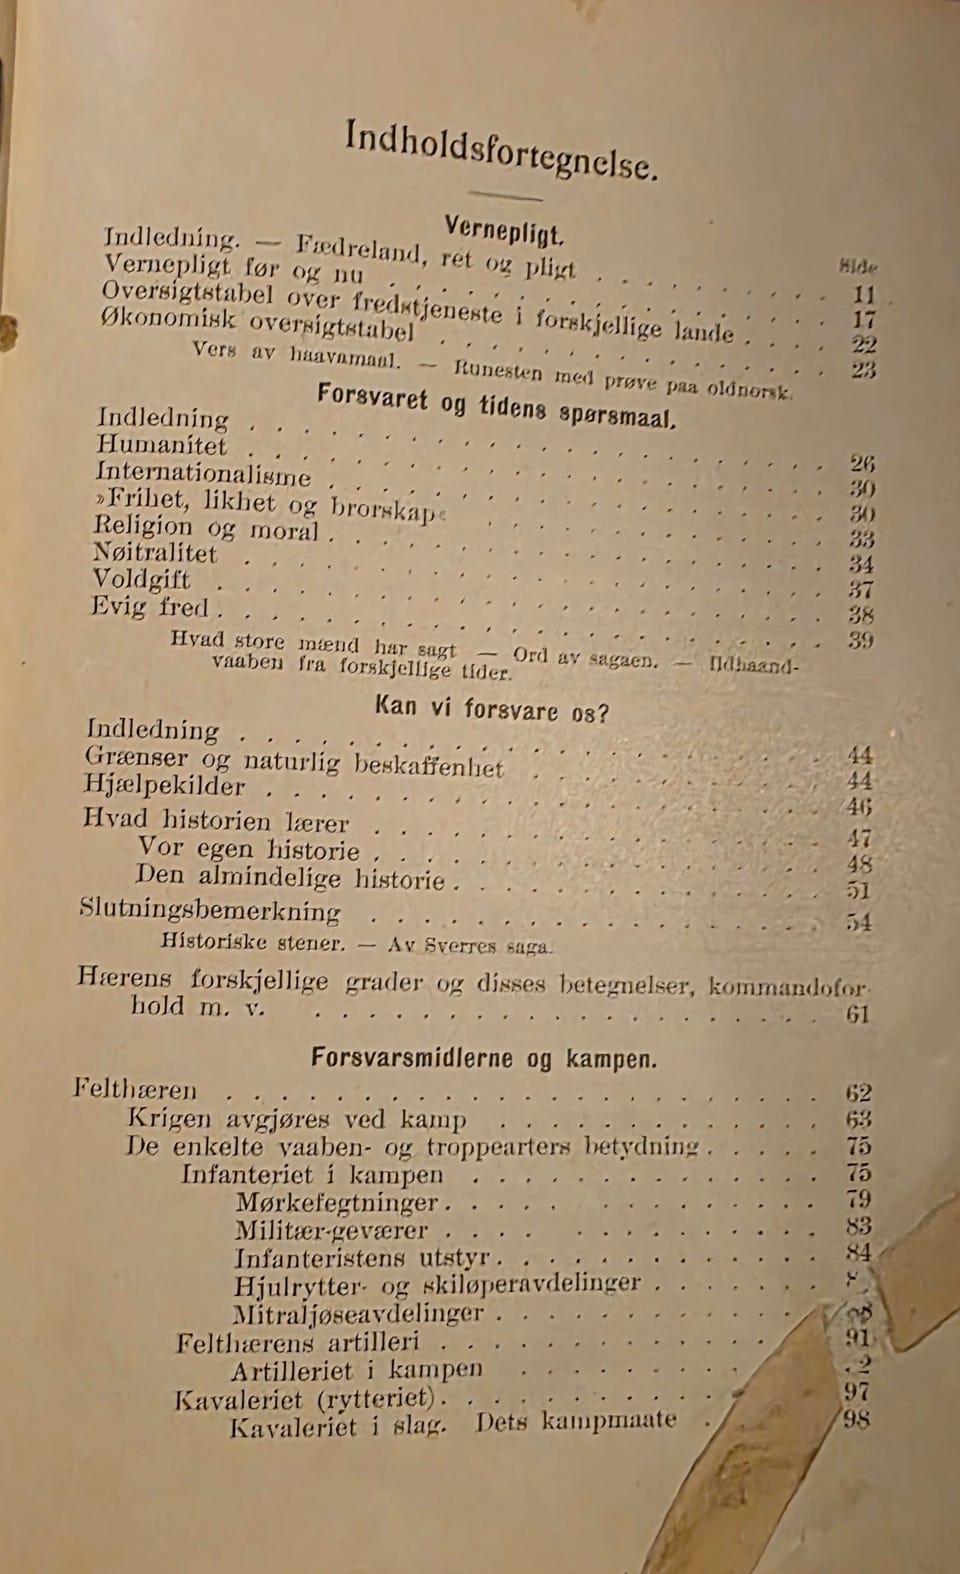 Indholdsfortegnelse.
Vernepligt.
Side
Indledning. — Fædreland, ret og pligt . . . . . . . . . 11
Vernepligt før og nu . . . . . . . . . . . . . . . . 17
Oversigtstabel over fredstjeneste i forskjellige lande . . . . 22
Økonomisk oversigtstabel . . . . . . . . . . . . . . . 23
Vers av haavamaal. — Runesten med prøve paa oldnorsk.
Forsvaret og tidens spørsmaal.
Indledning . . . . . . . . . . . . . . . . . . . . . 26
Humanitet . . . . . . . . . . . . . . . . . . . . . 30
Internationalisme . . . . . . . . . . . . . . . . . . 30
»Frihet, likhet og brorskap« . . . . . . . . . . . . . 33
Religion og moral . . . . . . . . . . . . . . . . . . 34
Nøitralitet . . . . . . . . . . . . . . . . . . . . . 37
Voldgift . . . . . . . . . . . . . . . . . . . . . . 38
Evig fred . . . . . . . . . . . . . . . . . . . . . . 39
Hvad store mænd har sagt — Ord av sagaen. — Ildhaand-
vaaben fra forskjellige tider.
Kan vi forsvare os?
Indledning . . . . . . . . . . . . . . . . . . . . . 44
Grænser og naturlig beskaffenhet . . . . . . . . . . . 44
Hjælpekilder . . . . . . . . . . . . . . . . . . . . 46
Hvad historien lærer . . . . . . . . . . . . . . . . . 47
Vor egen historie . . . . . . . . . . . . . . . . . . 48
Den almindelige historie . . . . . . . . . . . . . . . 51
Slutningsbemerkning . . . . . . . . . . . . . . . . . 54
Historiske stener. — Av Sverres saga.
Hærens forskjellige grader og disses betegnelser, kommandofor-
hold m. v. . . . . . . . . . . . . . . . . . . . . . 61
Forsvarsmidlerne og kampen.
Felthæren . . . . . . . . . . . . . . . . . . . . . . 62
Krigen avgjøres ved kamp . . . . . . . . . . . . . 63
De enkelte vaaben- og troppearters betydning . . . . . 75
Infanteriet i kampen . . . . . . . . . . . . . . 75
Mørkefegtninger . . . . . . . . . . . . . . . 79
Militær-geværer . . . . . . . . . . . . . . . 83
Infanteristens utstyr . . . . . . . . . . . . . 84
Hjulrytter- og skiløperavdelinger . . . . . . .
Mitraljøseavdelinger . . . . . . . . . . . .
Felthærens artilleri . . . . . . . . . . . . . . 91
Artilleriet i kampen . . . . . . . . . .
Kavaleriet (rytteriet) . . . . . . . . . . . . . 97
Kavaleriet i slag. Dets kampmaate . 98